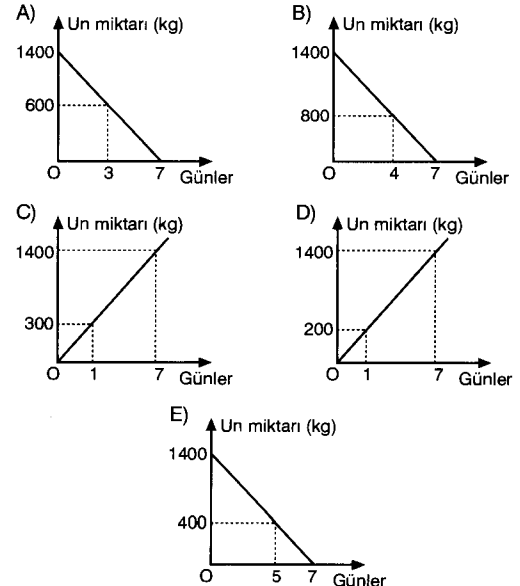 A)
Un miktarı (kg)
1400
600
O
3
7
Günler
B)
Un miktarı (kg)
1400
800
O
4
7
Günler
C)
Un miktarı (kg)
1400
300
O
1
7
Günler
D)
Un miktarı (kg)
1400
200
O
1
7
Günler
E)
Un miktarı (kg)
1400
400
O
5
7
Günler